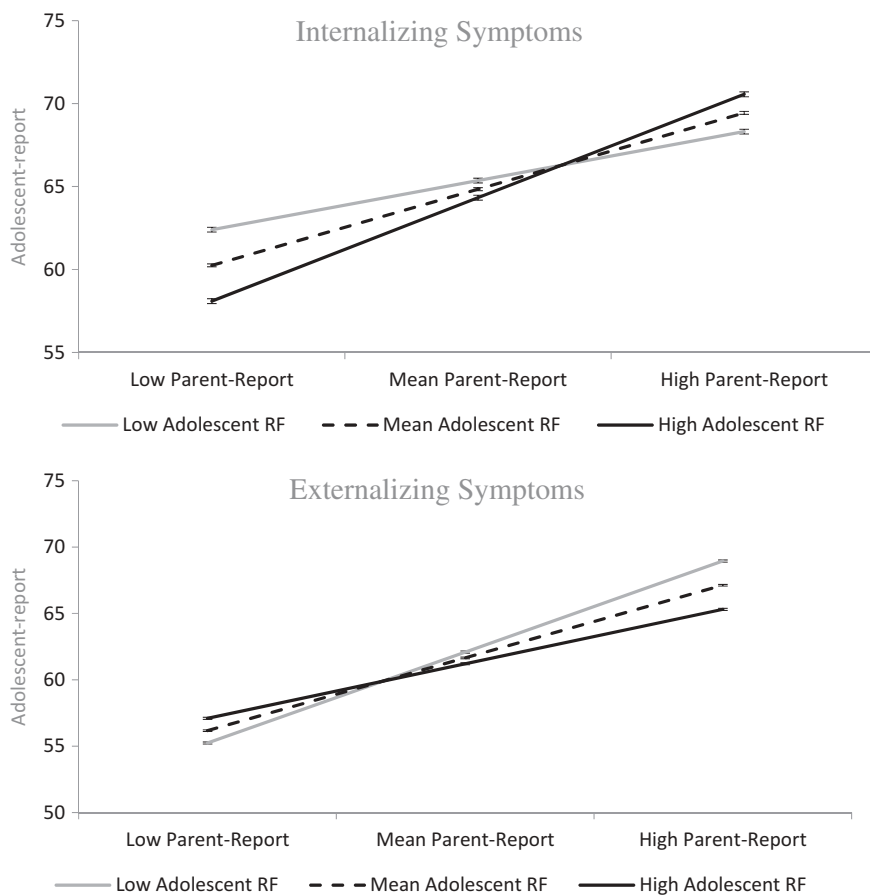 Internalizing Symptoms
75
70
65
60
55
Adolescent-report
Low Parent-Report Mean Parent-Report High Parent-Report
Low Adolescent RF Mean Adolescent RF High Adolescent RF
Externalizing Symptoms
75
70
65
60
55
50
Adolescent-report
Low Parent-Report Mean Parent-Report High Parent-Report
Low Adolescent RF Mean Adolescent RF High Adolescent RF